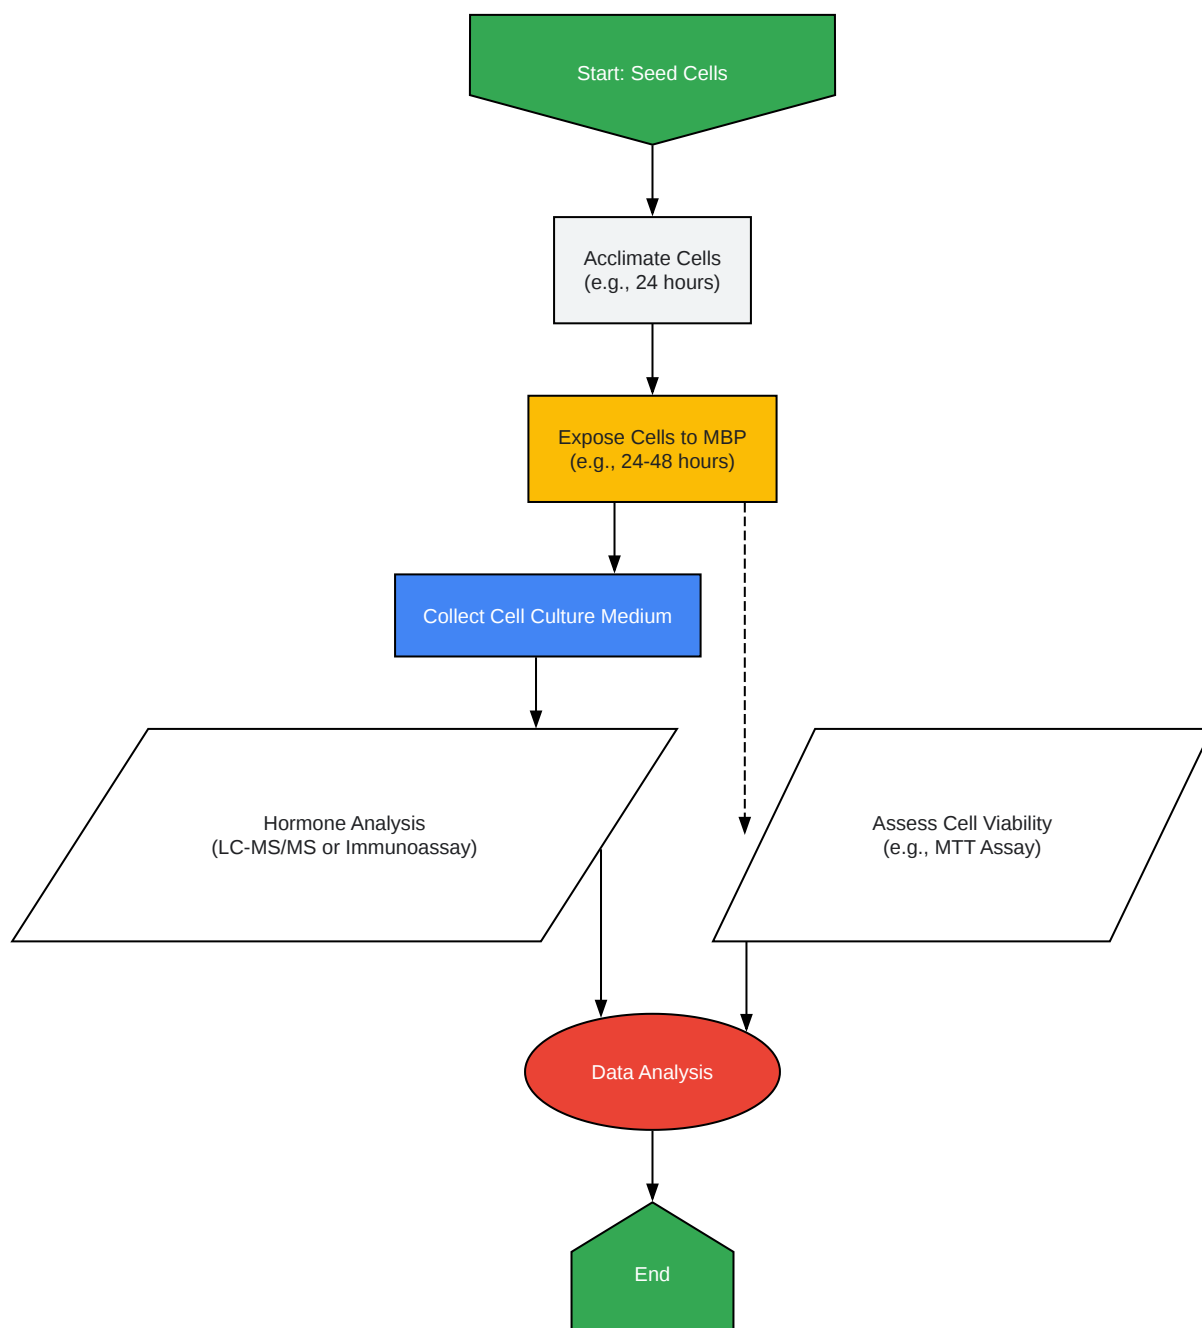 Start: Seed Cells
Acclimate Cells
(e.g., 24 hours)
Expose Cells to MBP
(e.g., 24-48 hours)
Collect Cell Culture Medium
Hormone Analysis
(LC-MS/MS or Immunoassay)
Assess Cell Viability
(e.g., MTT Assay)
Data Analysis
End